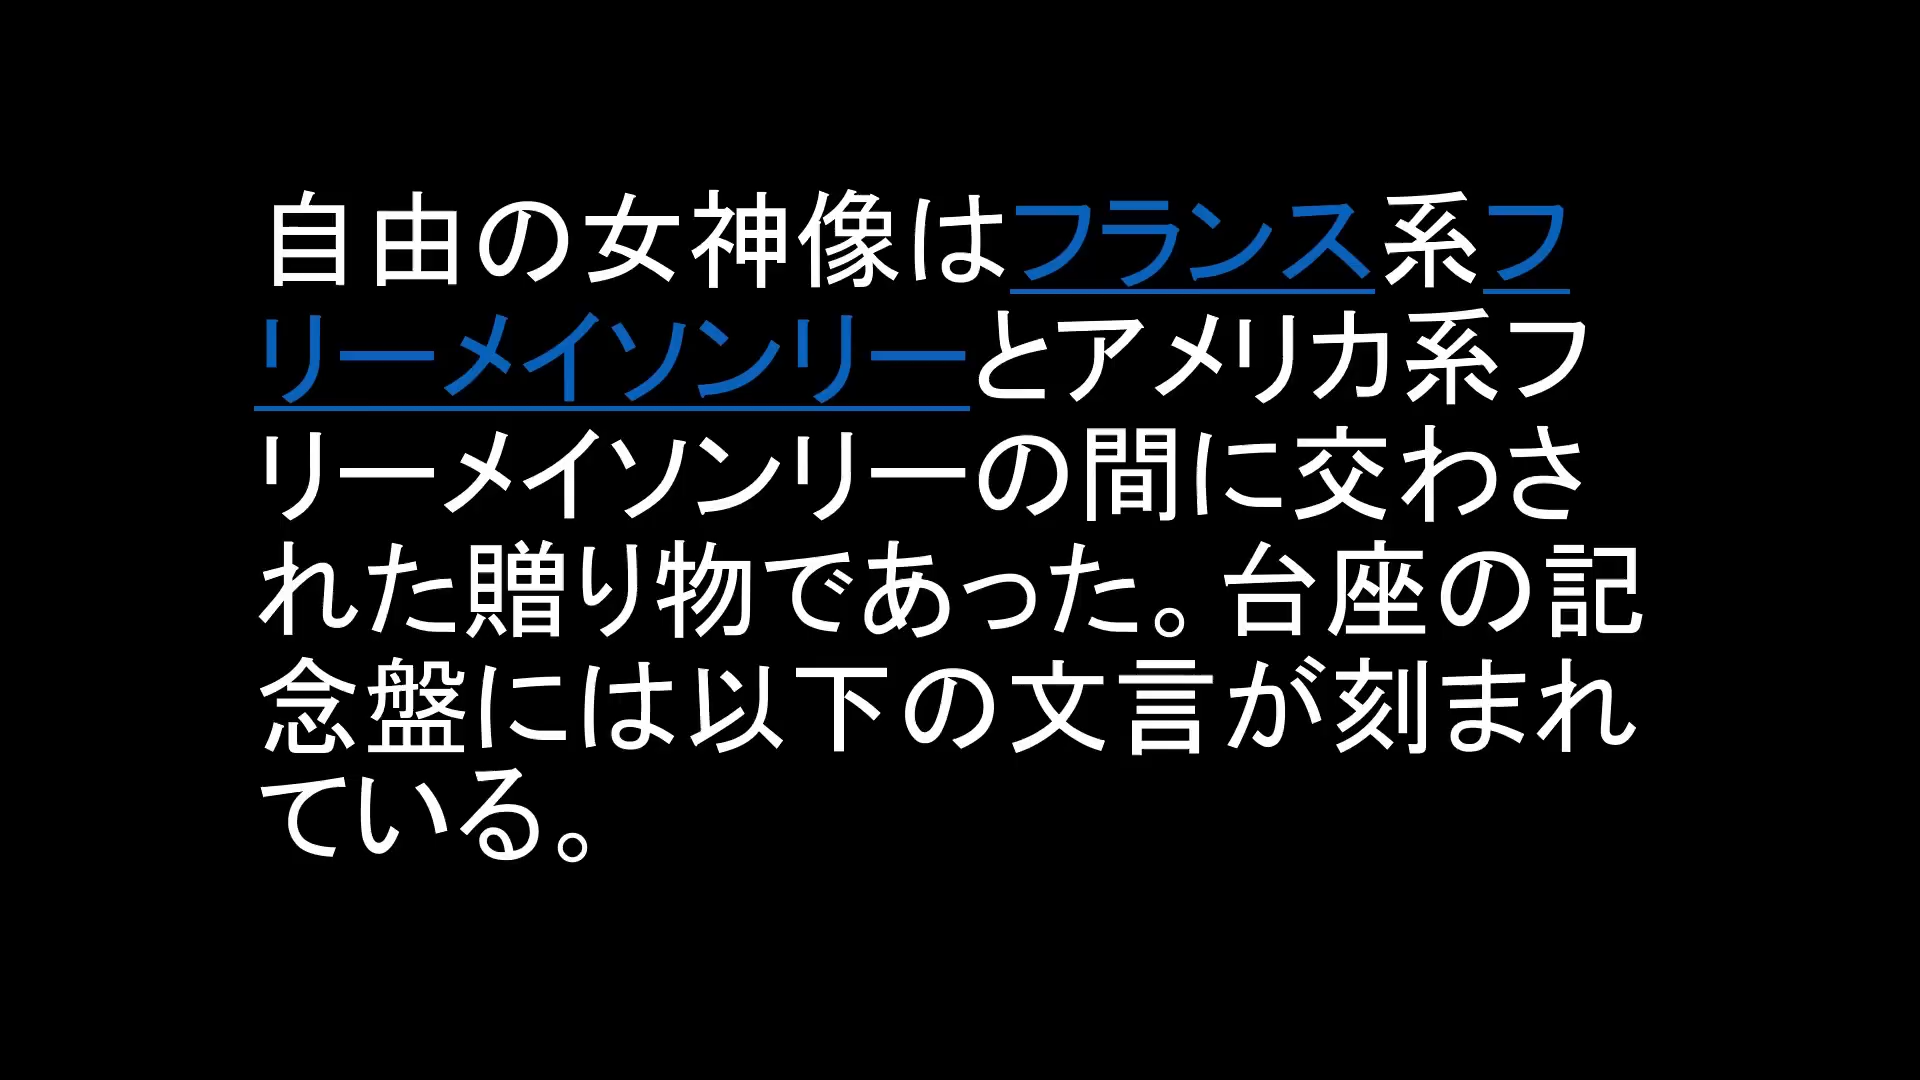 自由の女神像はフランス系フ
リーメイソンリーとアメリカ系フ
リーメイソンリーの間に交わさ
れた贈り物であった。台座の記
念盤には以下の文言が刻まれ
ている。